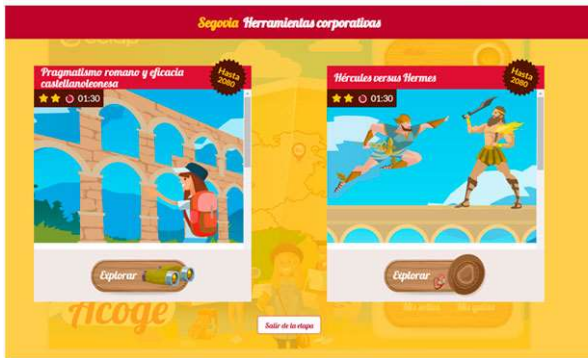 Segovia Herramientas corporativas
Pragmatismo romano y eficacia
castellanoleonesa
Hasta
2080
01:30
Explorar
Hércules versus Hermes
Hasta
2080
01:30
Explorar
Acoge
Salir de la etapa